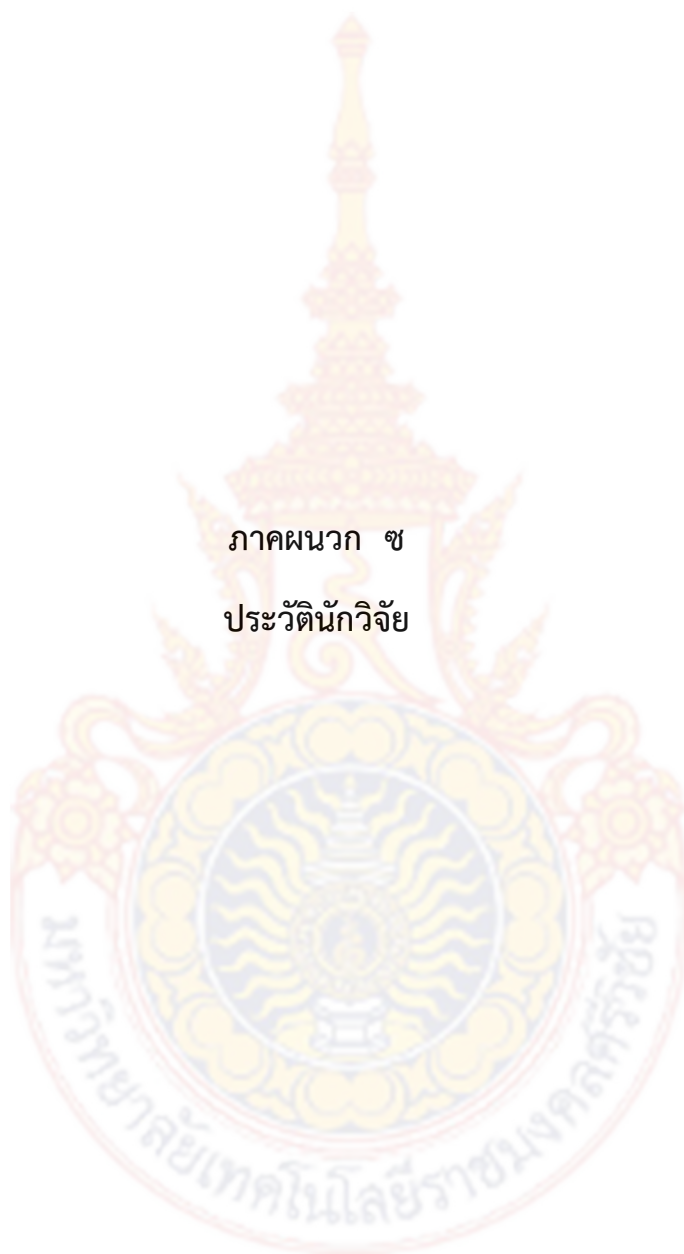 ภาคผนวก ซ
ประวัตินักวิจัย
มหาวิทยาลัยเทคโนโลยีราชมงคลศรีวิชัย